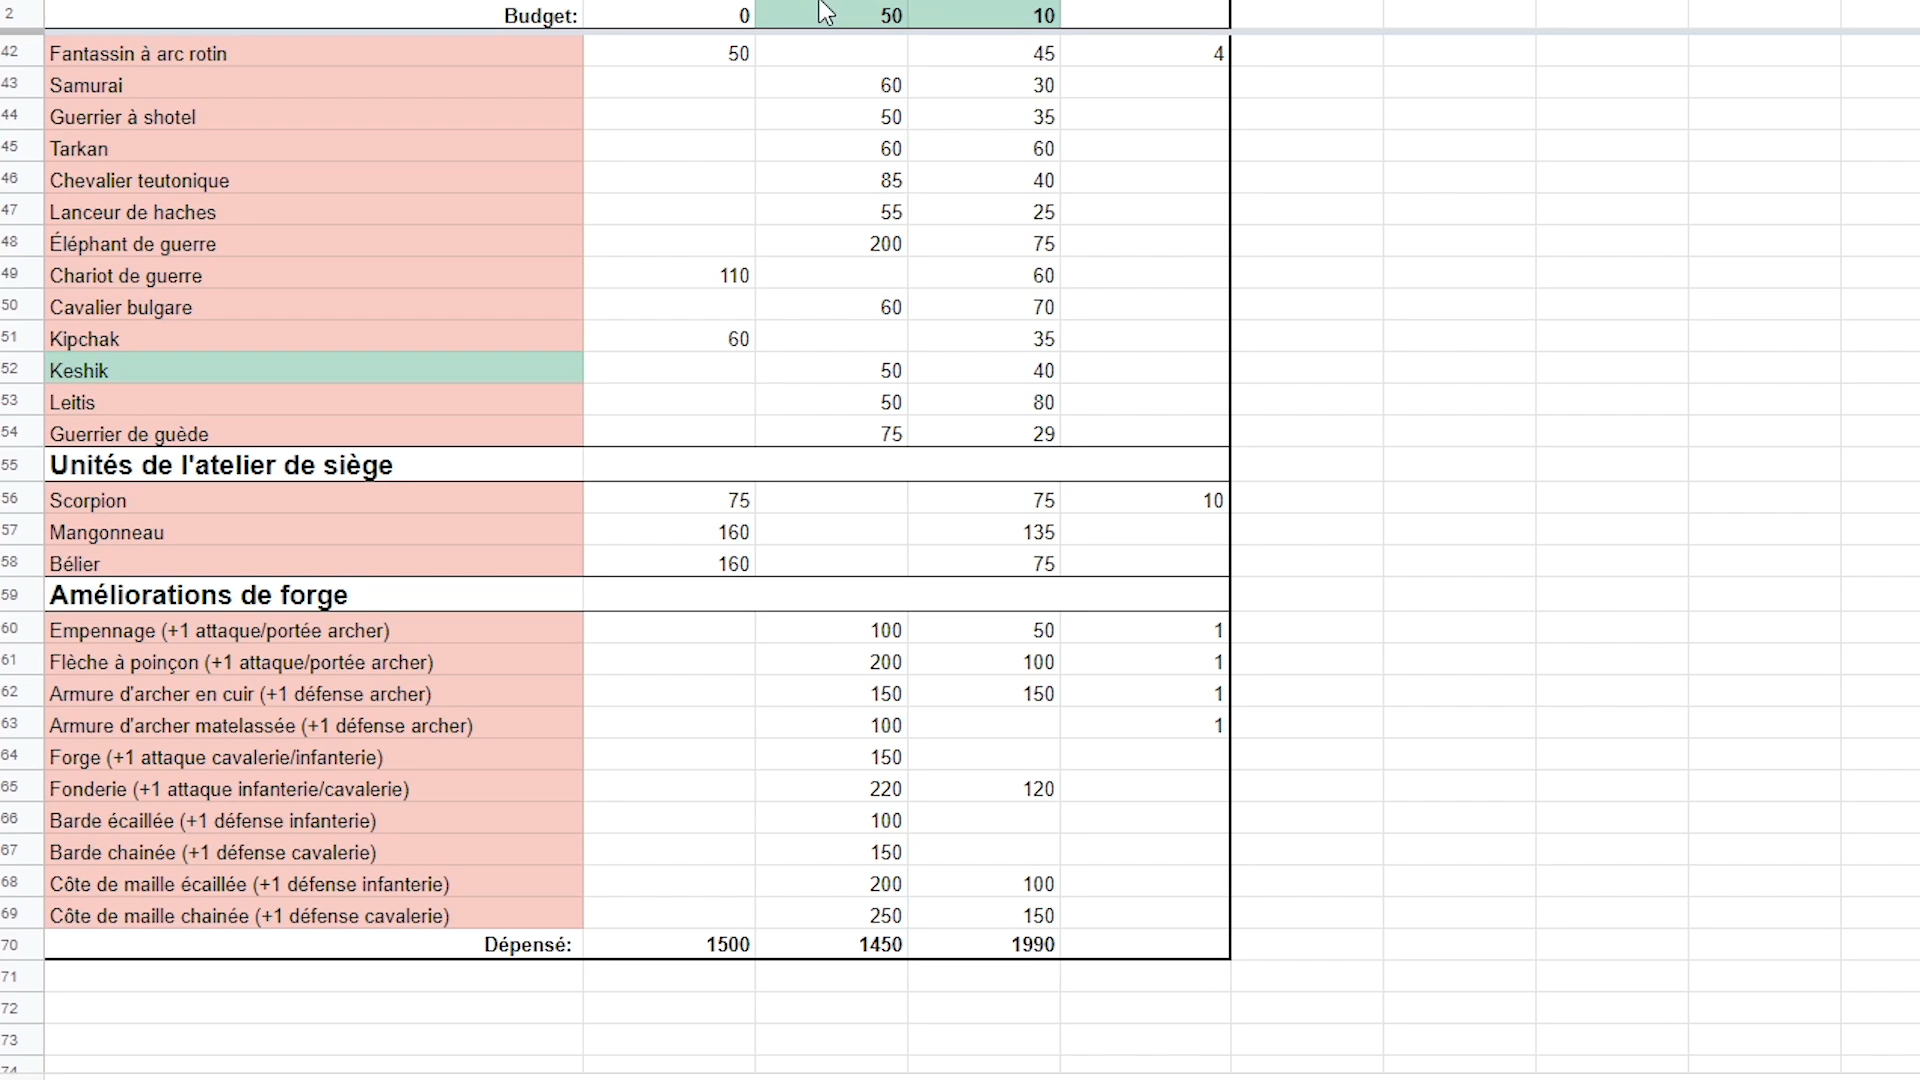 2 Budget: 0 50 10
42 Fantassin à arc rotin 50 45 4
43 Samurai 60 30
44 Guerrier à shotel 50 35
45 Tarkan 60 60
46 Chevalier teutonique 85 40
47 Lanceur de haches 55 25
48 Éléphant de guerre 200 75
49 Chariot de guerre 110 60
50 Cavalier bulgare 60 70
51 Kipchak 60 35
52 Keshik 50 40
53 Leitis 50 80
54 Guerrier de guède 75 29
55 Unités de l'atelier de siège
56 Scorpion 75 75 10
57 Mangonneau 160 135
58 Bélier 160 75
59 Améliorations de forge
60 Empennage (+1 attaque/portée archer) 100 50 1
61 Flèche à poinçon (+1 attaque/portée archer) 200 100 1
62 Armure d'archer en cuir (+1 défense archer) 150 150 1
63 Armure d'archer matelassée (+1 défense archer) 100 1
64 Forge (+1 attaque cavalerie/infanterie) 150
65 Fonderie (+1 attaque infanterie/cavalerie) 220 120
66 Barde écaillée (+1 défense infanterie) 100
67 Barde chainée (+1 défense cavalerie) 150
68 Côte de maille écaillée (+1 défense infanterie) 200 100
69 Côte de maille chainée (+1 défense cavalerie) 250 150
70 Dépensé: 1500 1450 1990
71
72
73
74